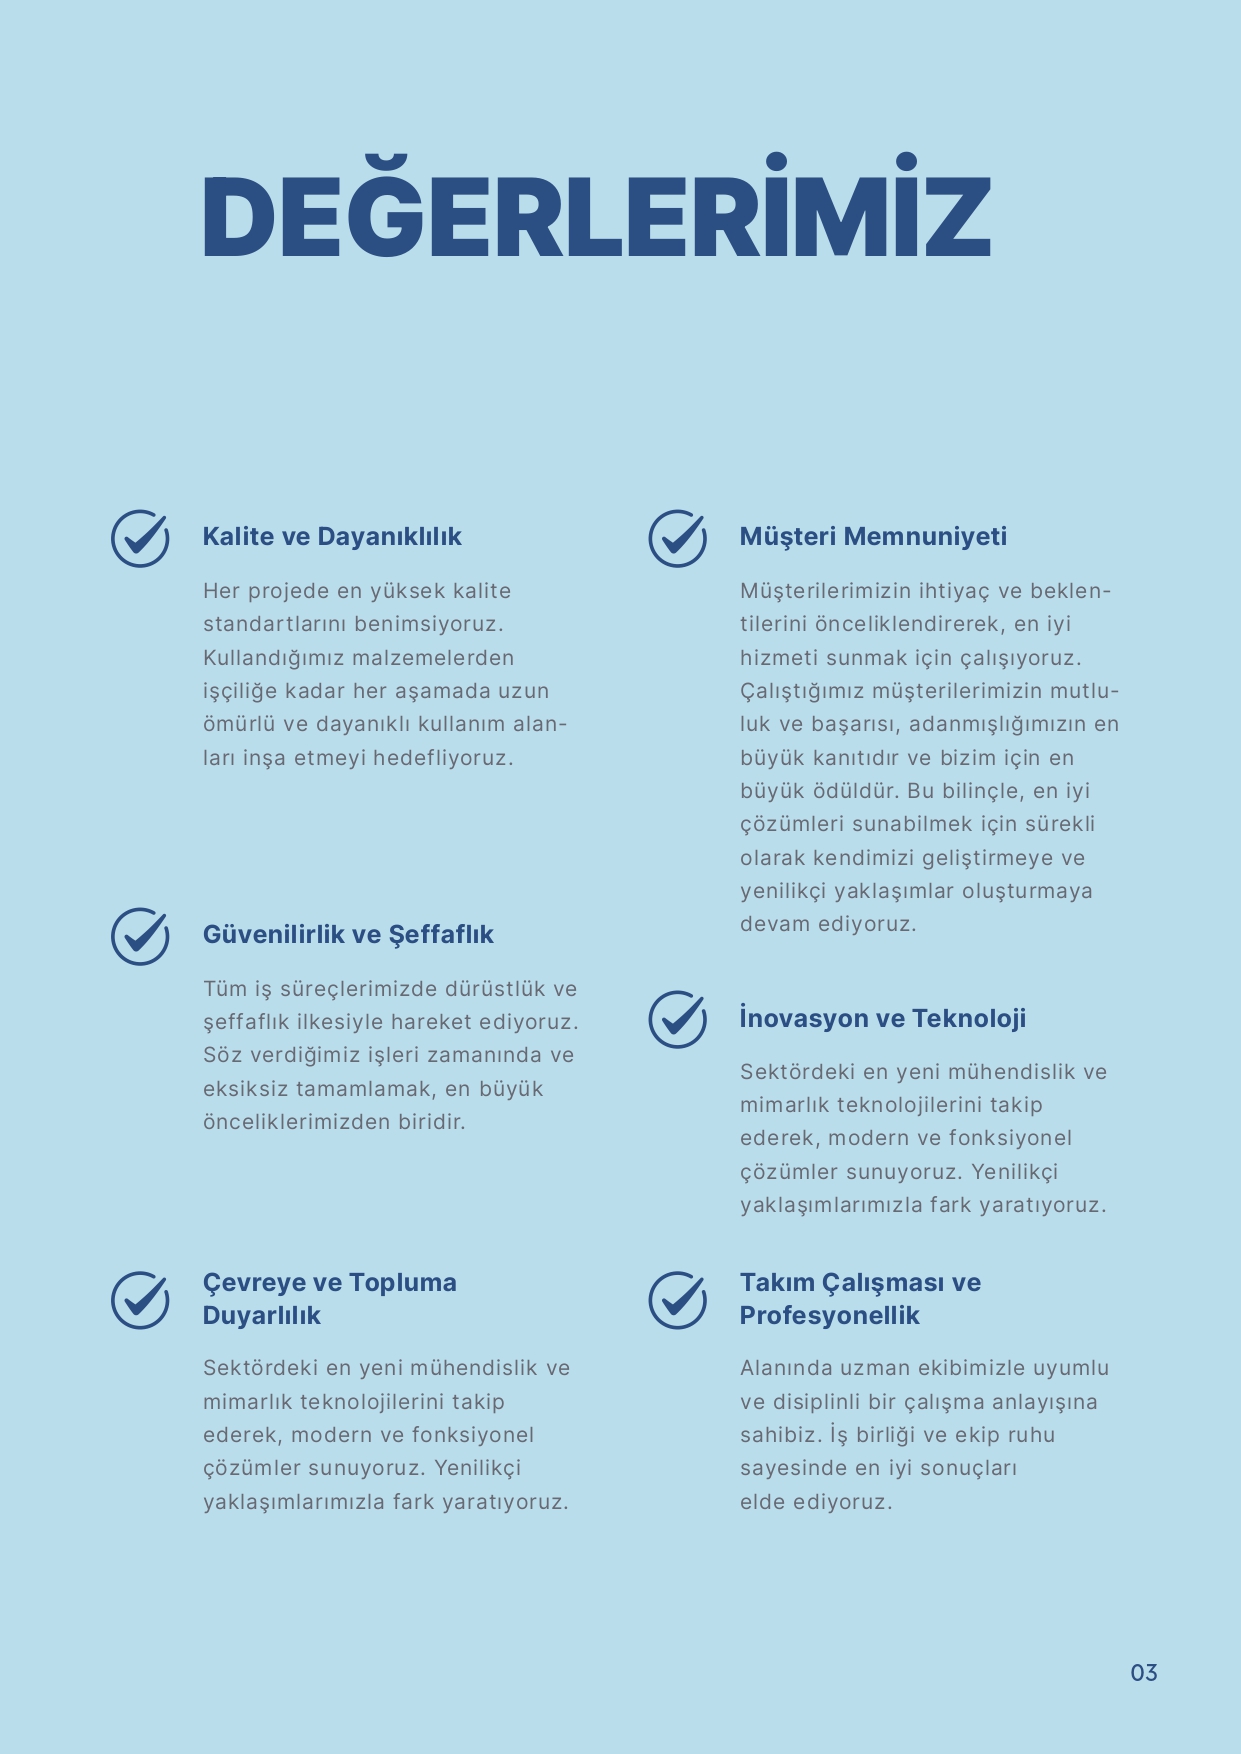 DEĞERLERİMİZ
Kalite ve Dayanıklılık
Her projede en yüksek kalite
standartlarını benimsiyoruz.
Kullandığımız malzemelerden
işçiliğe kadar her aşamada uzun
ömürlü ve dayanıklı kullanım alan-
ları inşa etmeyi hedefliyoruz.
Güvenilirlik ve Şeffaflık
Tüm iş süreçlerimizde dürüstlük ve
şeffaflık ilkesiyle hareket ediyoruz.
Söz verdiğimiz işleri zamanında ve
eksiksiz tamamlamak, en büyük
önceliklerimizden biridir.
Çevreye ve Topluma
Duyarlılık
Sektördeki en yeni mühendislik ve
mimarlık teknolojilerini takip
ederek, modern ve fonksiyonel
çözümler sunuyoruz. Yenilikçi
yaklaşımlarımızla fark yaratıyoruz.
Müşteri Memnuniyeti
Müşterilerimizin ihtiyaç ve beklen-
tilerini önceliklendirerek, en iyi
hizmeti sunmak için çalışıyoruz.
Çalıştığımız müşterilerimizin mutlu-
luk ve başarısı, adanmışlığımızın en
büyük kanıtıdır ve bizim için en
büyük ödüldür. Bu bilinçle, en iyi
çözümleri sunabilmek için sürekli
olarak kendimizi geliştirmeye ve
yenilikçi yaklaşımlar oluşturmaya
devam ediyoruz.
İnovasyon ve Teknoloji
Sektördeki en yeni mühendislik ve
mimarlık teknolojilerini takip
ederek, modern ve fonksiyonel
çözümler sunuyoruz. Yenilikçi
yaklaşımlarımızla fark yaratıyoruz.
Takım Çalışması ve
Profesyonellik
Alanında uzman ekibimizle uyumlu
ve disiplinli bir çalışma anlayışına
sahibiz. İş birliği ve ekip ruhu
sayesinde en iyi sonuçları
elde ediyoruz.
03